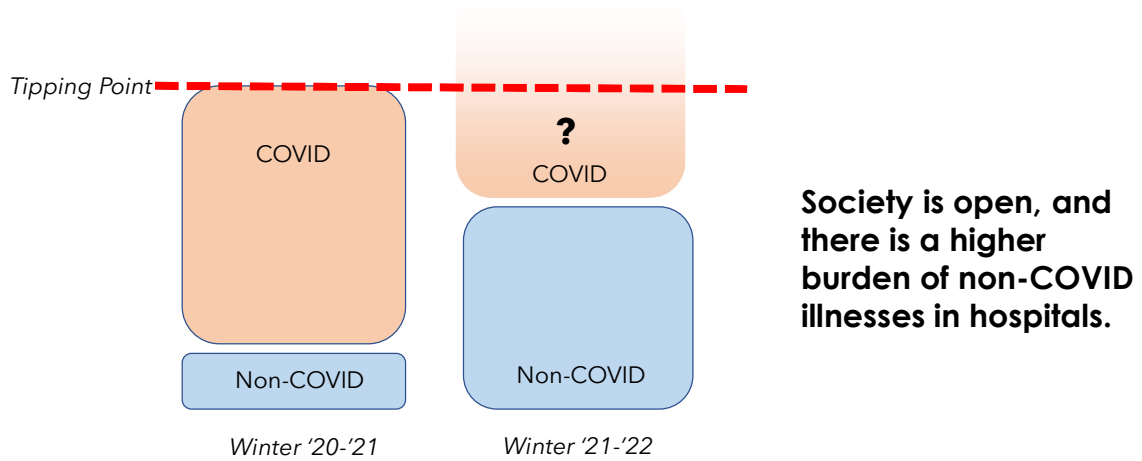 Tipping Point
COVID
?
COVID
Non-COVID
Non-COVID
Winter ‘20-’21
Winter ‘21-’22
Society is open, and
there is a higher
burden of non-COVID
illnesses in hospitals.